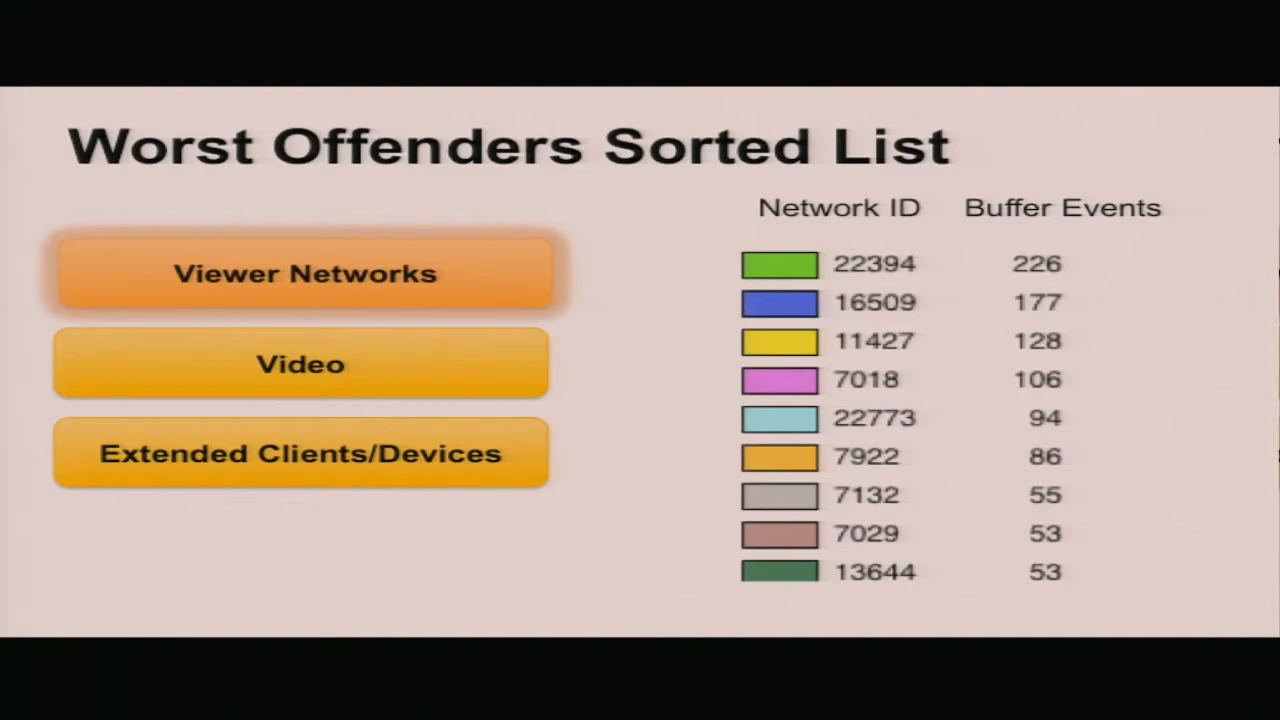 Worst Offenders Sorted List
Viewer Networks
Video
Extended Clients/Devices
Network ID Buffer Events
22394 226
16509 177
11427 128
7018 106
22773 94
7922 86
7132 55
7029 53
13644 53